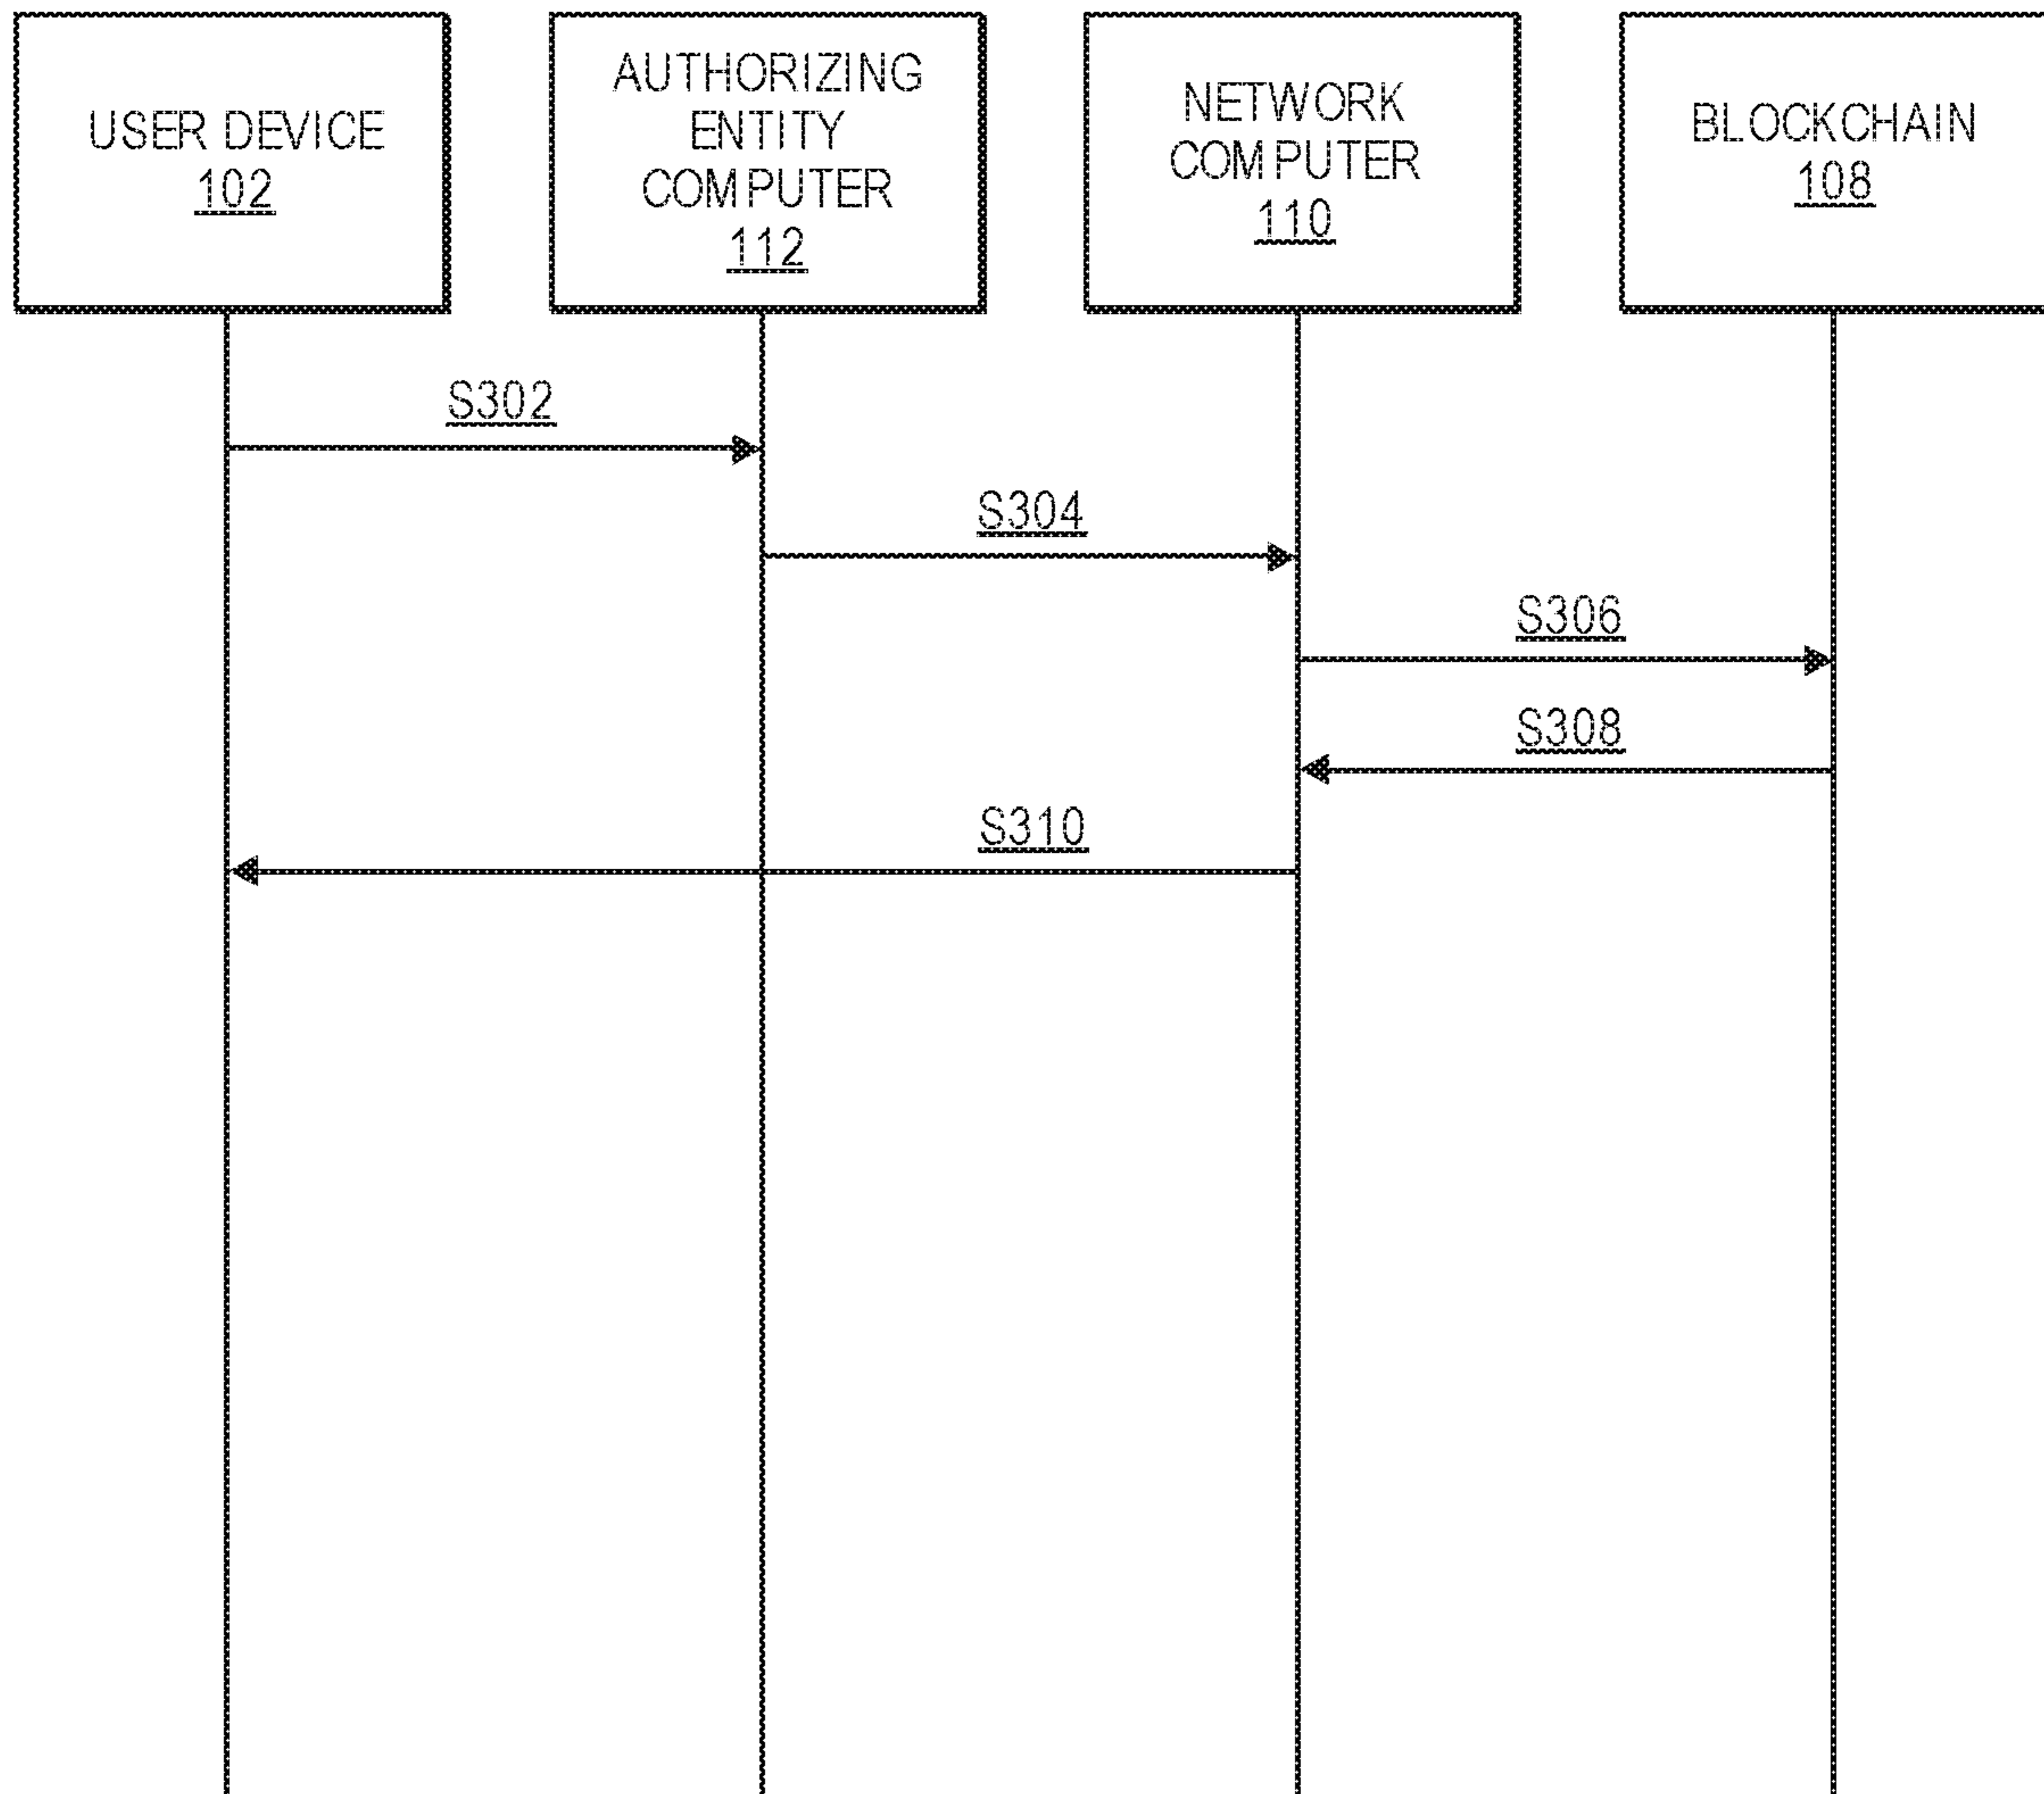 USER DEVICE
102
AUTHORIZING
ENTITY
COMPUTER
112
NETWORK
COMPUTER
110
BLOCKCHAIN
108
S302
S304
S306
S308
S310